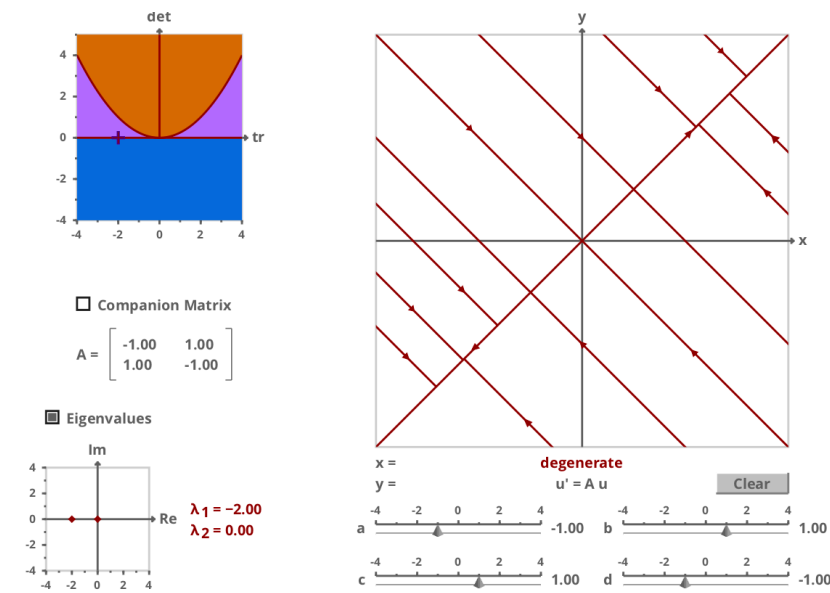 det
4
2
0
-2
-4
tr
-4 -2 0 2 4
Companion Matrix
A =
-1.00 1.00
1.00 -1.00
Eigenvalues
Im
4
2
0
-2
-4
Re
-4 -2 0 2 4
λ1 = −2.00
λ2 = 0.00
y
x
x = degenerate
y = u' = A u Clear
a -4 -2 0 2 4 -1.00
b -4 -2 0 2 4 1.00
c -4 -2 0 2 4 1.00
d -4 -2 0 2 4 -1.00